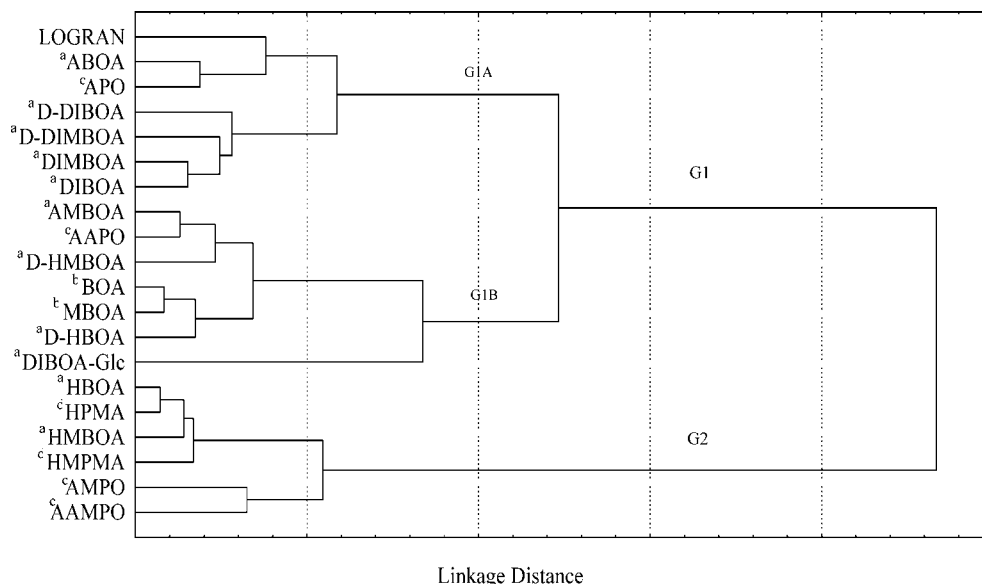 LOGRAN
aABOA
G1A
cAPO
aD-DIBOA
aD-DIMBOA
aDIMBOA
G1
aDIBOA
aAMBOA
cAAPO
aD-HMBOA
bBOA
G1B
bMBOA
aD-HBOA
aDIBOA-Glc
aHBOA
cHPMA
aHMBOA
G2
cHMPMA
cAMPO
cAAMPO
Linkage Distance